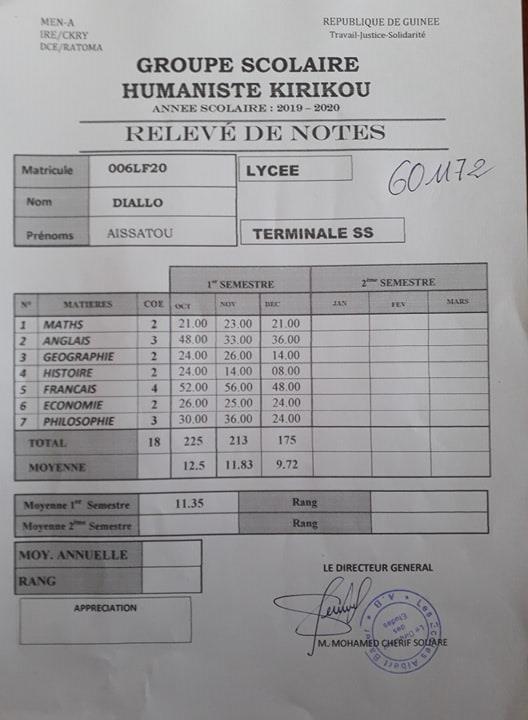 MEN-A
IRE/CKRY
DCE/RATOMA
REPUBLIQUE DE GUINEE
Travail-Justice-Solidarité
GROUPE SCOLAIRE
HUMANISTE KIRIKOU
ANNEE SCOLAIRE : 2019 – 2020
RELEVÉ DE NOTES
Matricule 006LF20 LYCEE 601172
Nom DIALLO
Prénoms AISSATOU TERMINALE SS
1er SEMESTRE 2ème SEMESTRE
N° MATIERES COE OCT NOV DEC JAN FEV MARS
1 MATHS 2 21.00 23.00 21.00
2 ANGLAIS 3 48.00 33.00 36.00
3 GEOGRAPHIE 2 24.00 26.00 14.00
4 HISTOIRE 2 24.00 14.00 08.00
5 FRANCAIS 4 52.00 56.00 48.00
6 ECONOMIE 2 26.00 25.00 24.00
7 PHILOSOPHIE 3 30.00 36.00 24.00
TOTAL 18 225 213 175
MOYENNE 12.5 11.83 9.72
Moyenne 1er Semestre 11.35 Rang
Moyenne 2ème Semestre Rang
MOY. ANNUELLE
RANG
APPRECIATION
LE DIRECTEUR GENERAL
M. MOHAMED CHERIF SOUARE